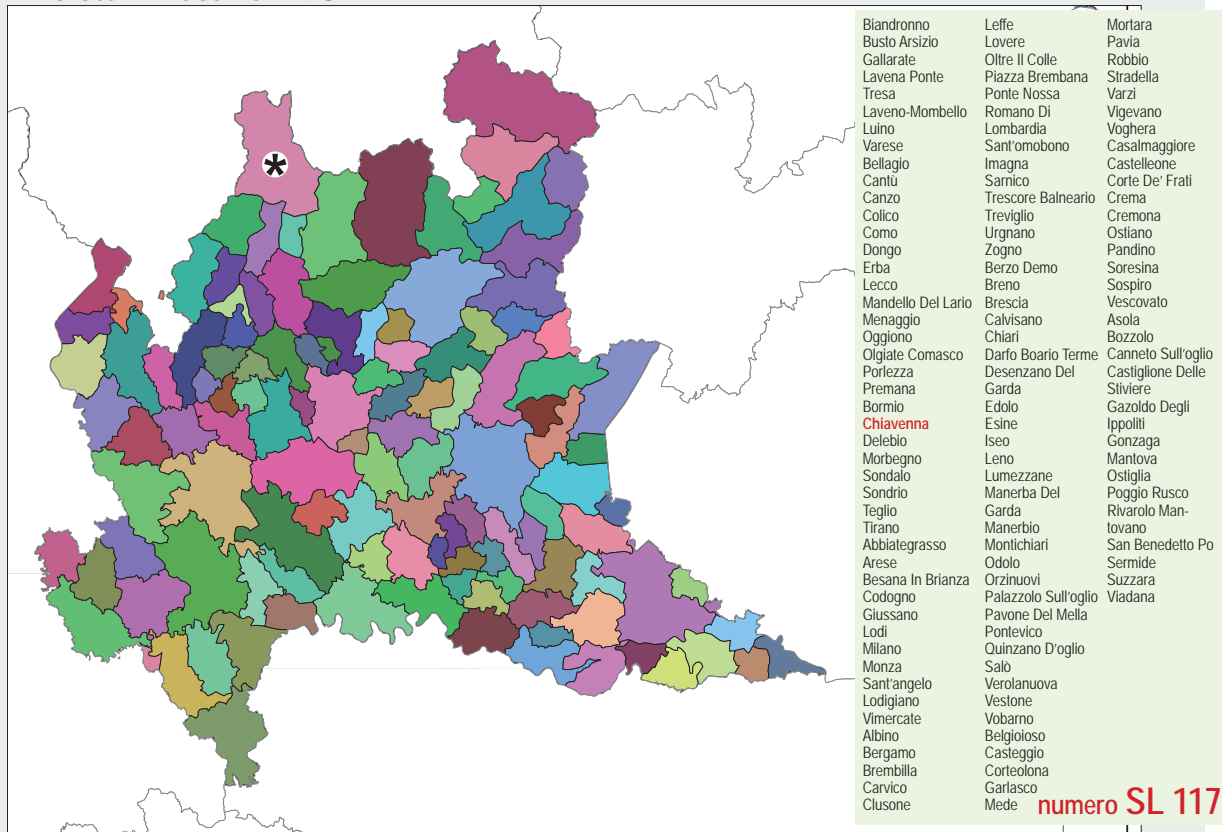 *
Biandronno
Busto Arsizio
Gallarate
Lavena Ponte
Tresa
Laveno-Mombello
Luino
Varese
Bellagio
Cantù
Canzo
Colico
Como
Dongo
Erba
Lecco
Mandello Del Lario
Menaggio
Oggiono
Olgiate Comasco
Porlezza
Premana
Bormio
Chiavenna
Delebio
Morbegno
Sondalo
Sondrio
Teglio
Tirano
Abbiategrasso
Arese
Besana In Brianza
Codogno
Giussano
Lodi
Milano
Monza
Sant'angelo
Lodigiano
Vimercate
Albino
Bergamo
Brembilla
Carvico
Clusone
Leffe
Lovere
Oltre Il Colle
Piazza Brembana
Ponte Nossa
Romano Di
Lombardia
Sant'omobono
Imagna
Sarnico
Trescore Balneario
Treviglio
Urgnano
Zogno
Berzo Demo
Breno
Brescia
Calvisano
Chiari
Darfo Boario Terme
Desenzano Del
Garda
Edolo
Esine
Iseo
Leno
Lumezzane
Manerba Del
Garda
Manerbio
Montichiari
Odolo
Orzinuovi
Palazzolo Sull'oglio
Pavone Del Mella
Pontevico
Quinzano D'oglio
Salò
Verolanuova
Vestone
Vobarno
Belgioioso
Casteggio
Corteolona
Garlasco
Mede
Mortara
Pavia
Robbio
Stradella
Varzi
Vigevano
Voghera
Casalmaggiore
Castelleone
Corte De' Frati
Crema
Cremona
Ostiano
Pandino
Soresina
Sospiro
Vescovato
Asola
Bozzolo
Canneto Sull'oglio
Castiglione Delle
Stiviere
Gazoldo Degli
Ippoliti
Gonzaga
Mantova
Ostiglia
Poggio Rusco
Rivarolo Man-
tovano
San Benedetto Po
Sermide
Suzzara
Viadana
numero SL 117